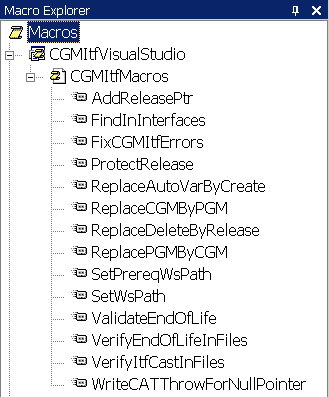 Macro Explorer
Macros
CGMItfVisualStudio
CGMItfMacros
AddReleasePtr
FindInInterfaces
FixCGMItfErrors
ProtectRelease
ReplaceAutoVarByCreate
ReplaceCGMByPGM
ReplaceDeleteByRelease
ReplacePGMByCGM
SetPrereqWsPath
SetWsPath
ValidateEndOfLife
VerifyEndOfLifeInFiles
VerifyItfCastInFiles
WriteCATThrowForNullPointer